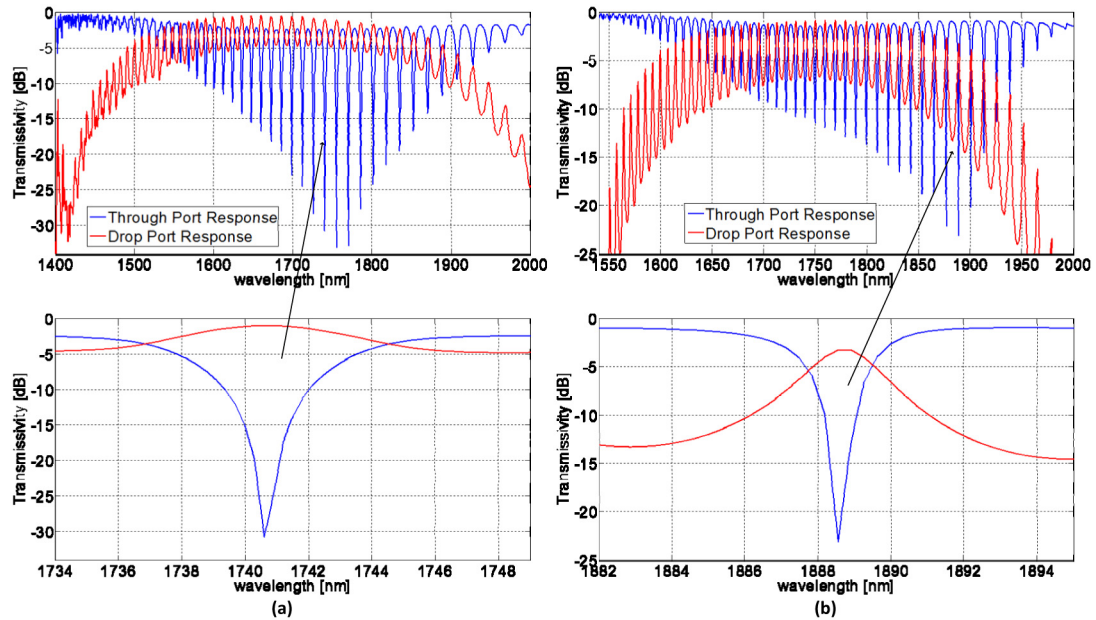 0
-5
-10
-15
-20
-25
-30
Transmissivity [dB]
Through Port Response
Drop Port Response
1400 1500 1600 1700 1800 1900 2000
wavelength [nm]
0
-5
-10
-15
-20
-25
Transmissivity [dB]
Through Port Response
Drop Port Response
1550 1600 1650 1700 1750 1800 1850 1900 1950 2000
wavelength [nm]
0
-5
-10
-15
-20
-25
-30
Transmissivity [dB]
1734 1736 1738 1740 1742 1744 1746 1748
wavelength [nm]
(a)
0
-5
-10
-15
-20
-25
Transmissivity [dB]
1882 1884 1886 1888 1890 1892 1894
wavelength [nm]
(b)